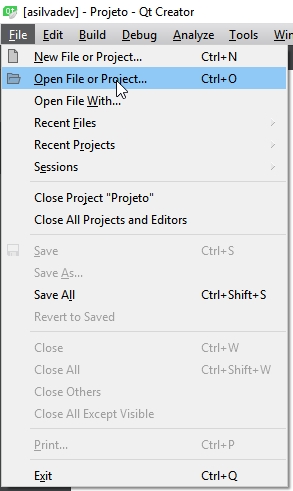 [asilvadev] - Projeto - Qt Creator
File Edit Build Debug Analyze Tools
New File or Project... Ctrl+N
Open File or Project... Ctrl+O
Open File With...
Recent Files
Recent Projects
Sessions
Close Project "Projeto"
Close All Projects and Editors
Save Ctrl+S
Save As...
Save All Ctrl+Shift+S
Revert to Saved
Close Ctrl+W
Close All Ctrl+Shift+W
Close Others
Close All Except Visible
Print... Ctrl+P
Exit Ctrl+Q